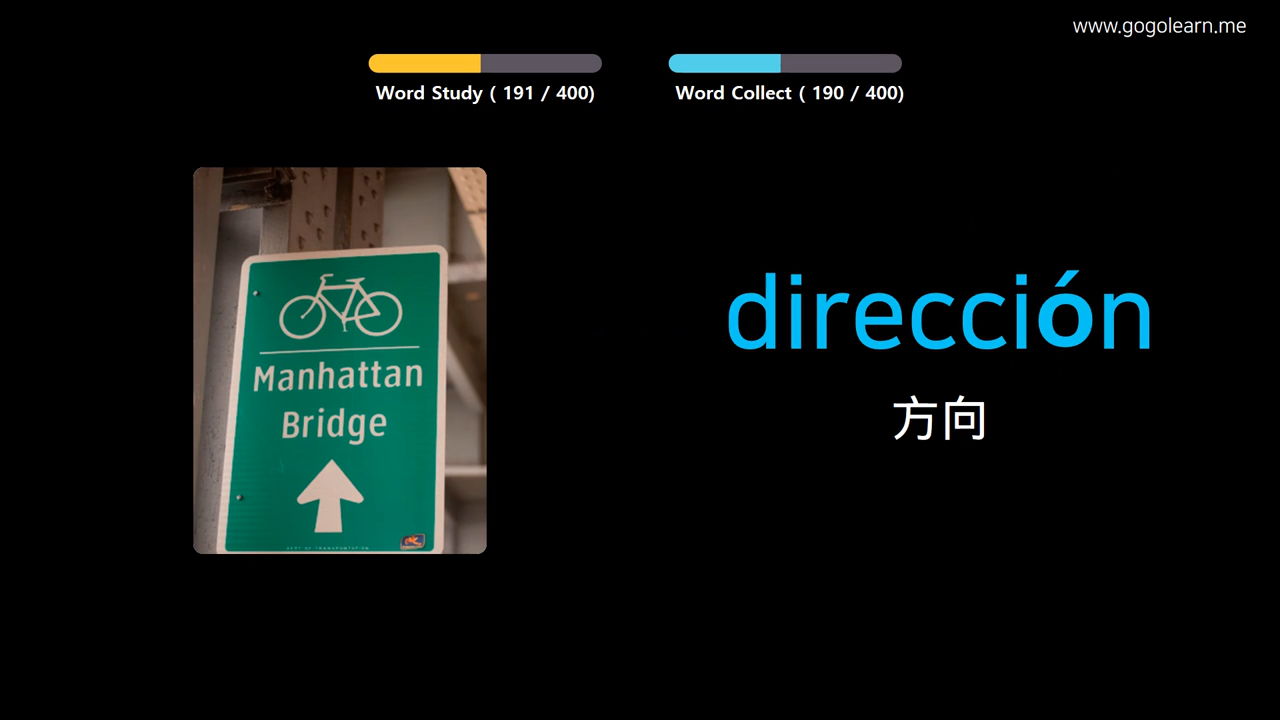 www.gogolearn.me
Word Study ( 191 / 400)
Word Collect ( 190 / 400)
Manhattan
Bridge
dirección
方向